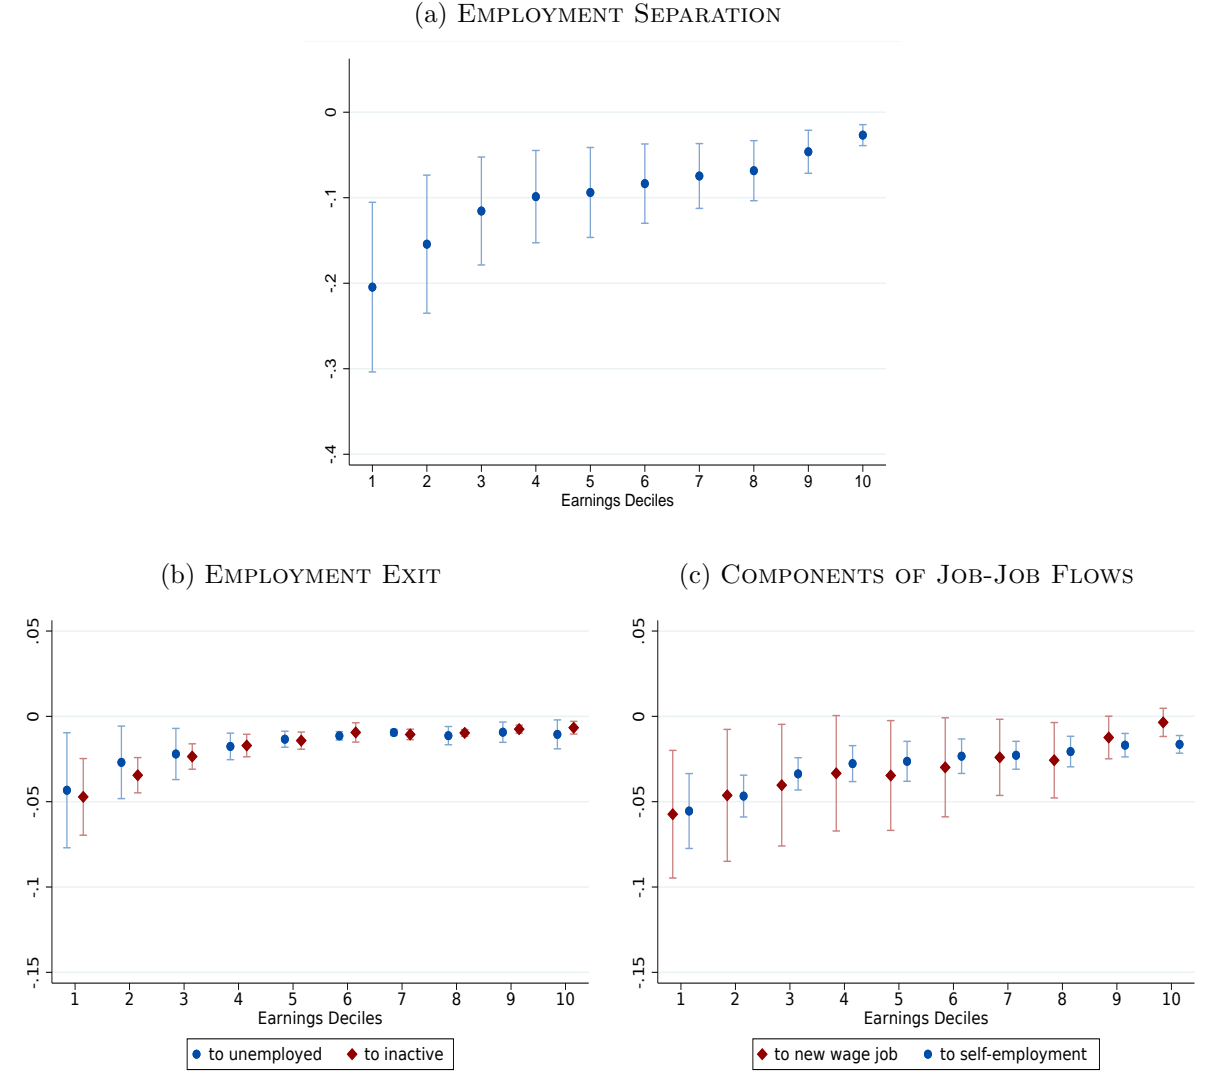 (a) Employment Separation
0
-.1
-.2
-.3
-.4
1 2 3 4 5 6 7 8 9 10
Earnings Deciles
(b) Employment Exit
.05
0
-.05
-.1
-.15
1 2 3 4 5 6 7 8 9 10
Earnings Deciles
to unemployed to inactive
(c) Components of Job-Job Flows
.05
0
-.05
-.1
-.15
1 2 3 4 5 6 7 8 9 10
Earnings Deciles
to new wage job to self-employment